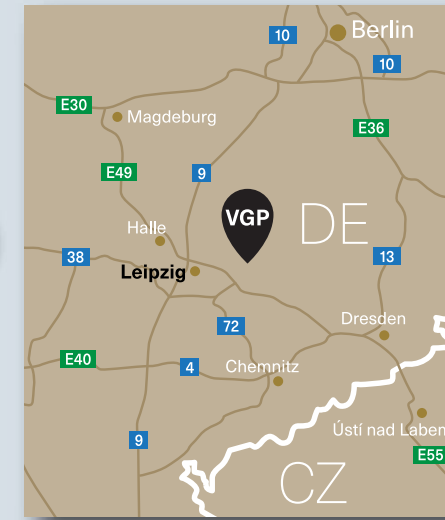 Berlin
10
10
E30
Magdeburg
E36
E49
9
VGP
DE
Halle
38
13
Leipzig
72
Dresden
E40
4
Chemnitz
9
Ústí nad Laben
E55
CZ